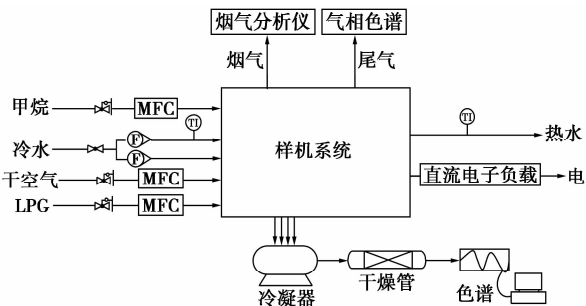 烟气分析仪
气相色谱
烟气
尾气
甲烷
MFC
TI
TI
热水
冷水
F
F
样机系统
干空气
MFC
直流电子负载
电
LPG
MFC
冷凝器
干燥管
色谱